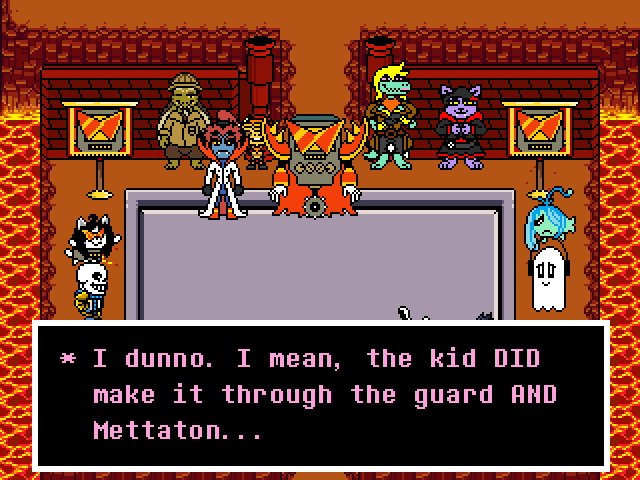 * I dunno. I mean, the kid DID
make it through the guard AND
Mettaton...